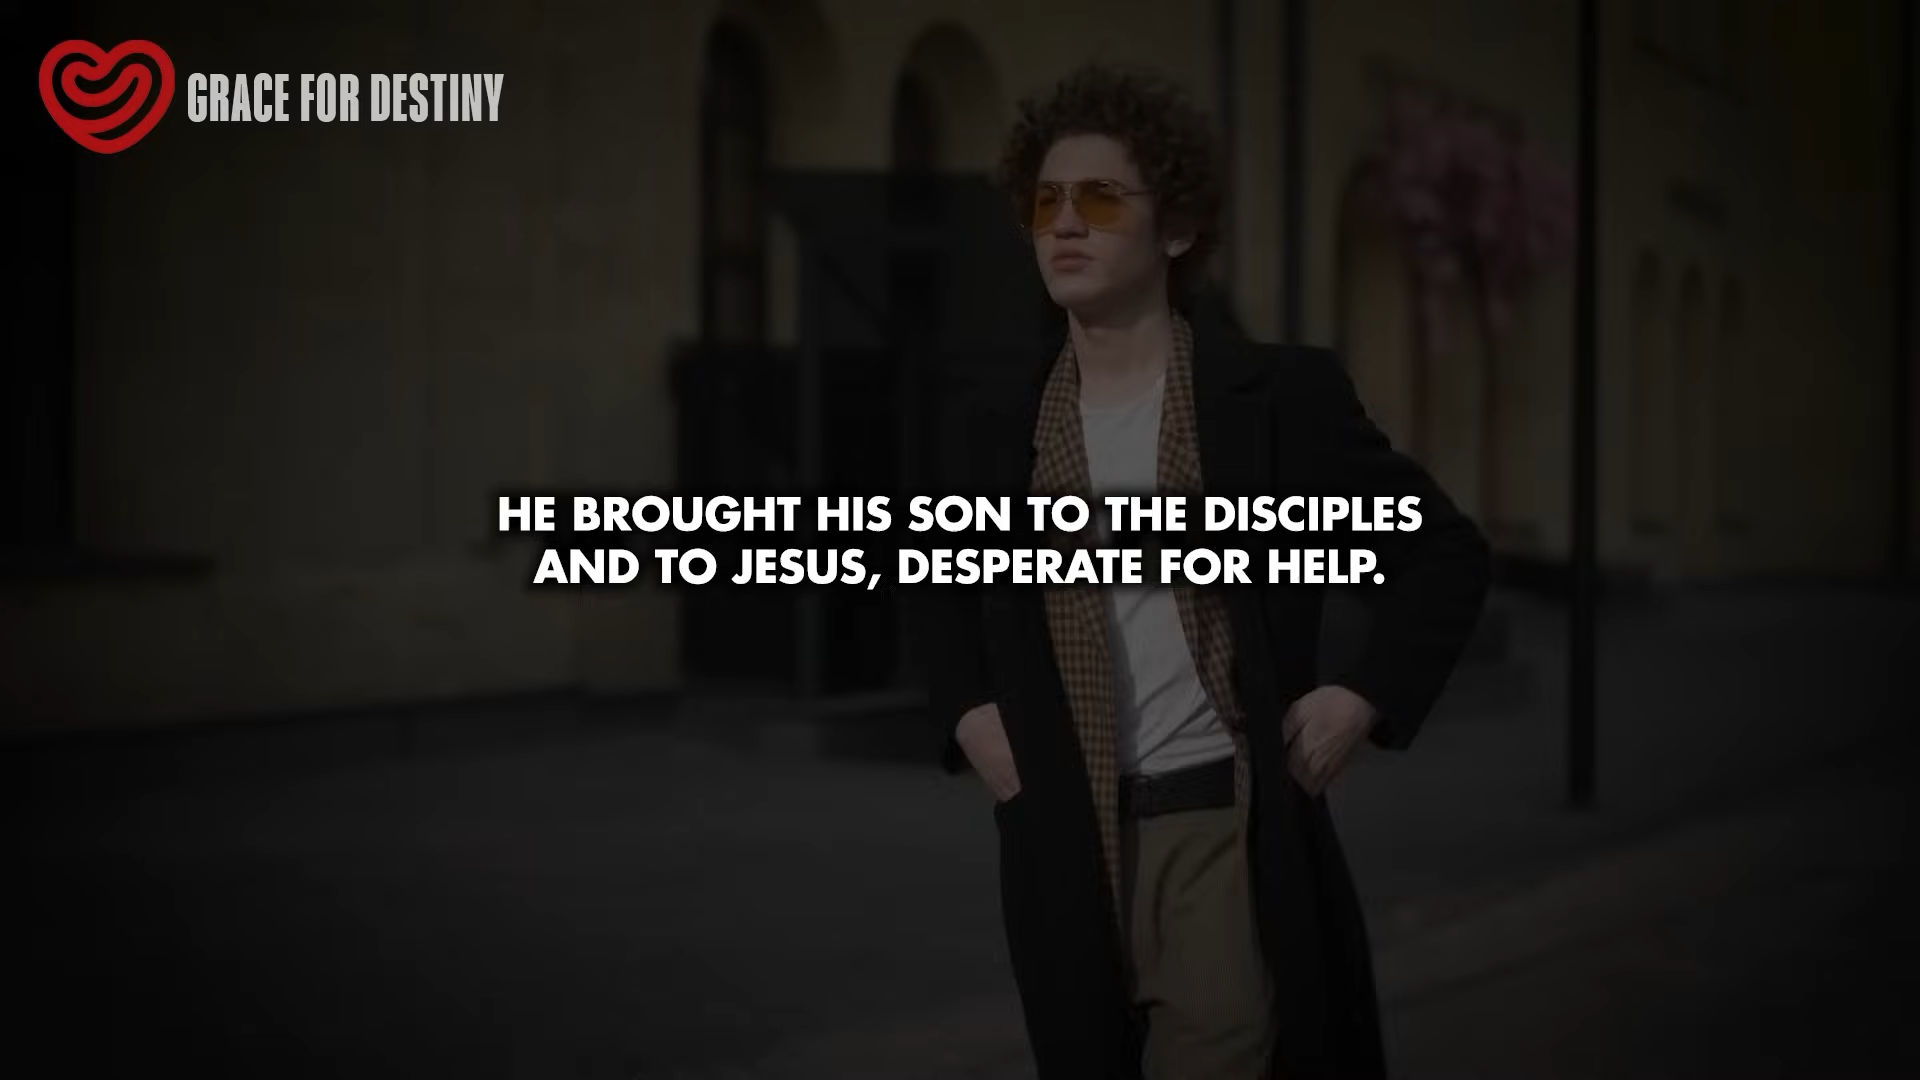 GRACE FOR DESTINY
HE BROUGHT HIS SON TO THE DISCIPLES
AND TO JESUS, DESPERATE FOR HELP.